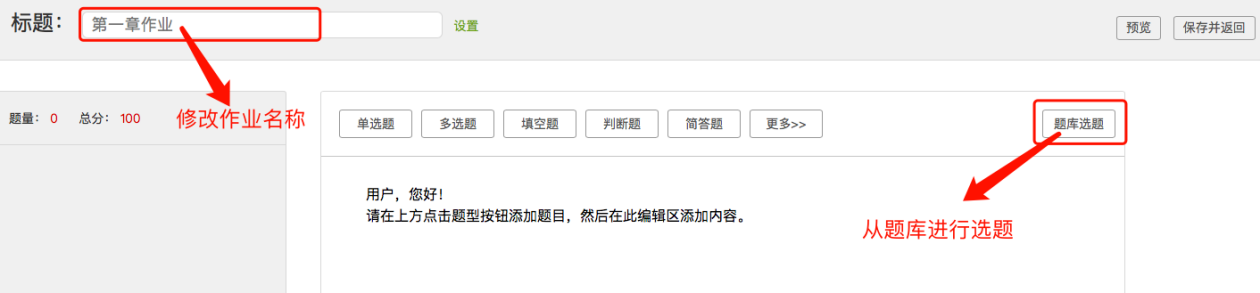 标题： 第一章作业 设置 预览 保存并返回
题量： 0 总分： 100 修改作业名称
单选题 多选题 填空题 判断题 简答题 更多>> 题库选题
用户，您好！
请在上方点击题型按钮添加题目，然后在此编辑区添加内容。
从题库进行选题